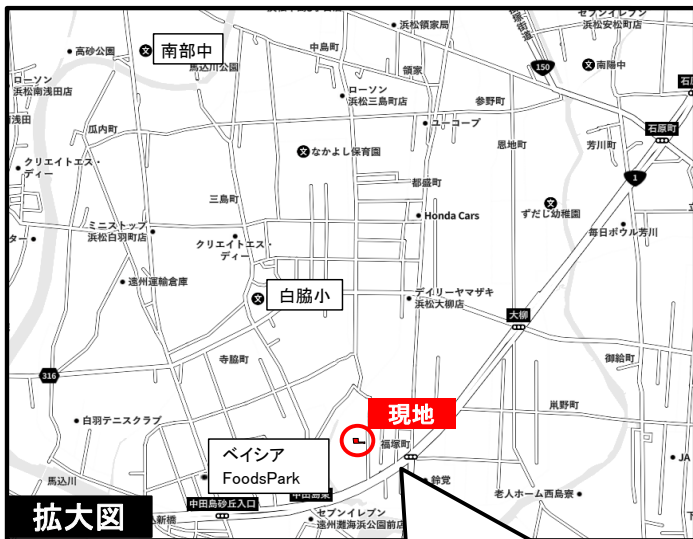 浜松領家局
塚
街道
セブンイレブン
浜松安松町店
高砂公園
南部中
中島町
馬込川公園
領家
150
南陽中
ローソン
浜松南浅田店
ローソン
浜松三島町店
参野町
石原町
浅田
瓜内町
ユーコープ
恩地町
芳川町
クリエイトエス・
ディー
なかよし保育園
都盛町
1
三島町
Honda Cars
ずだじ幼稚園
毎日ボウル芳川
ター
ミニストップ
浜松白羽町店
クリエイトエス・
ディー
遠州運輸倉庫
白脇小
デイリーヤマザキ
浜松大柳店
大柳
寺脇町
御給町
316
現地
鼡野町
白羽テニスクラブ
福塚町
ベイシア
FoodsPark
馬込川
鈴覚
JA
老人ホーム西島寮
中田島砂丘入口
中田島東
拡大図
込新橋
セブンイレブン
遠州灘海浜公園前店